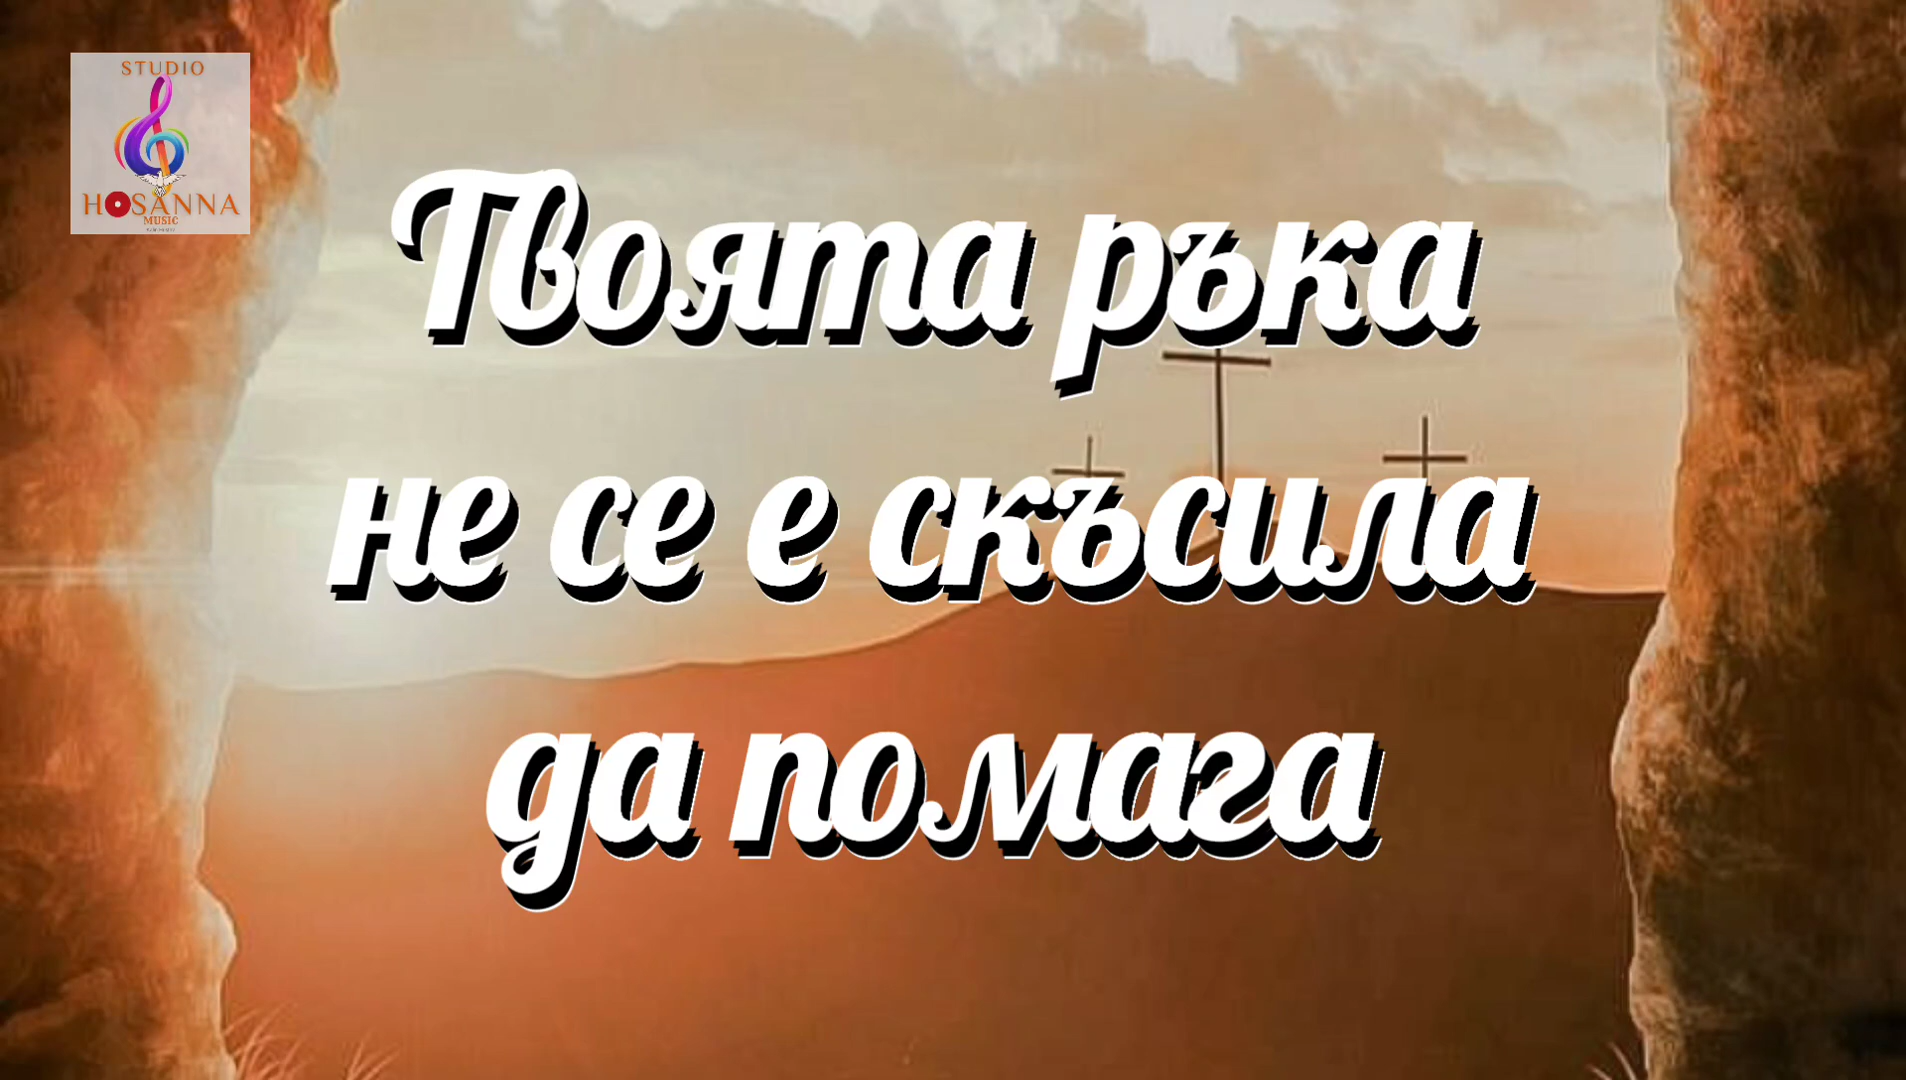 STUDIO
HOSANNA
MUSIC
Твоята ръка
не се е скъсила
да помага